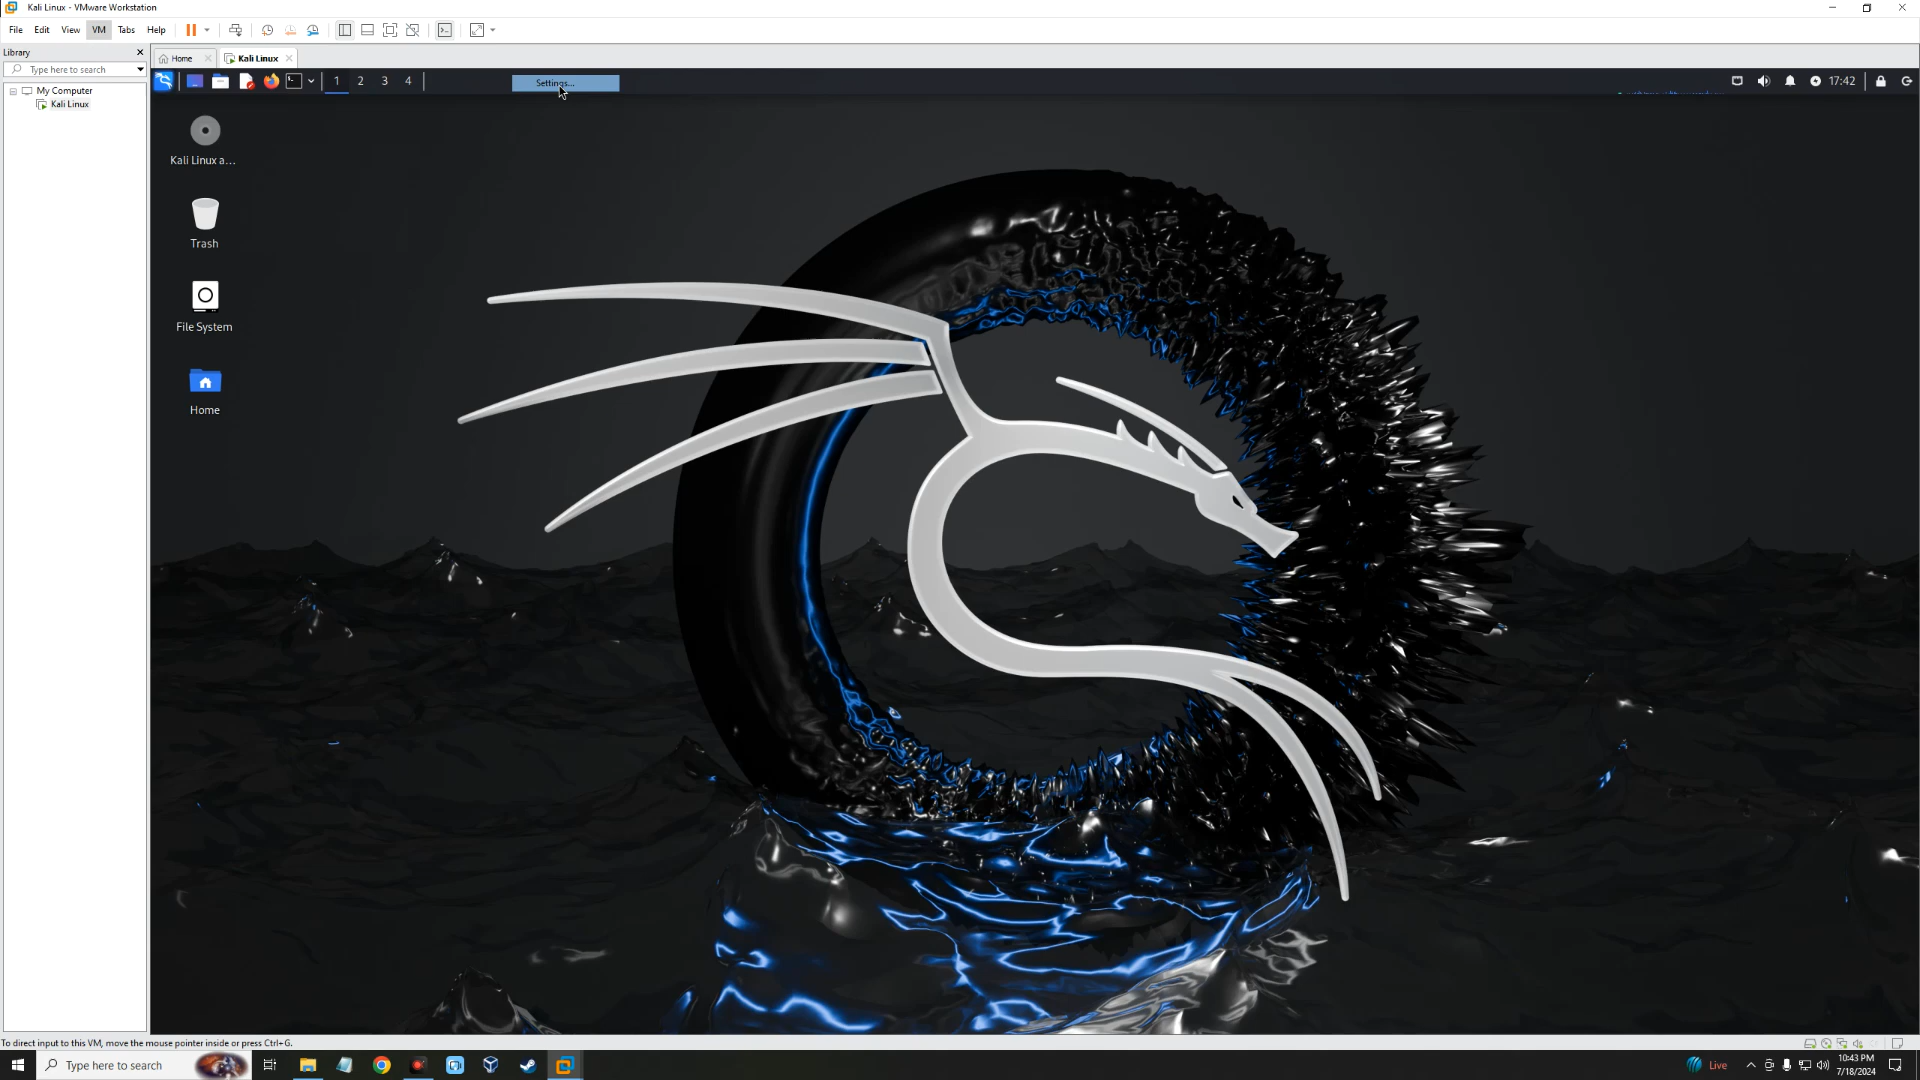 Kali Linux - VMware Workstation
File Edit View VM Tabs Help
Library
Type here to search
My Computer
Kali Linux
Home
Kali Linux
1 2 3 4
Settings...
17:42
Kali Linux a...
Trash
File System
Home
To direct input to this VM, move the mouse pointer inside or press Ctrl+G.
Type here to search
Live
10:43 PM
7/18/2024